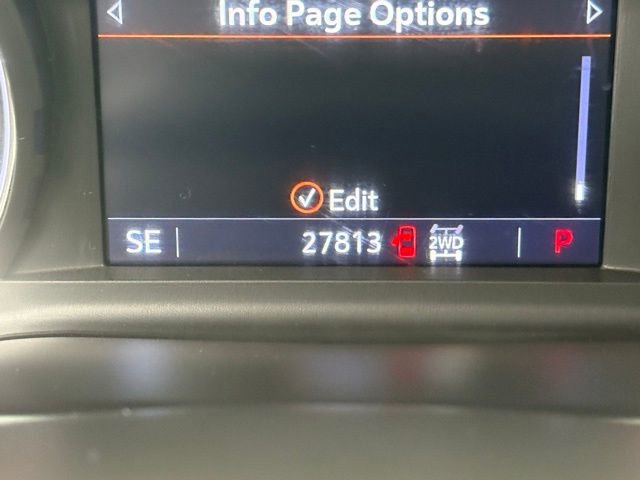 Info Page Options
Edit
SE 27813 2WD P